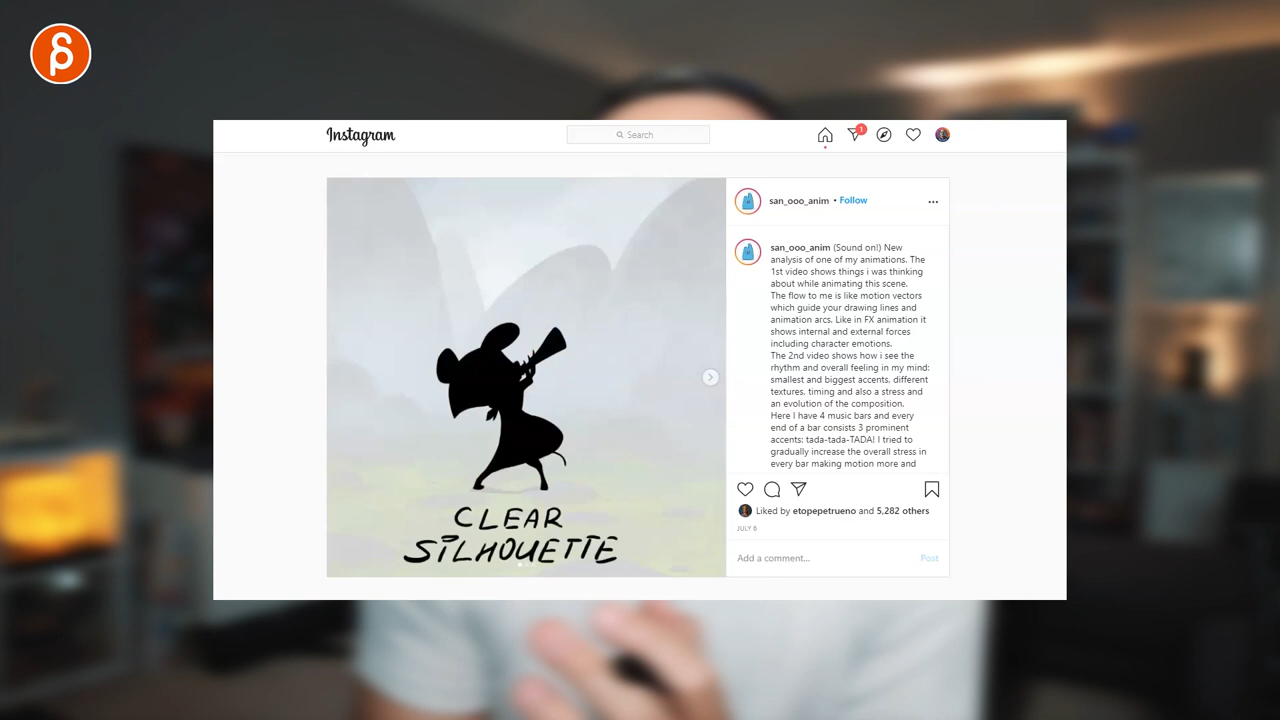 Instagram
Search
1
san_ooo_anim • Follow
san_ooo_anim (Sound on!) New
analysis of one of my animations. The
1st video shows things i was thinking
about while animating this scene.
The flow to me is like motion vectors
which guide your drawing lines and
animation arcs. Like in FX animation it
shows internal and external forces
including character emotions.
The 2nd video shows how i see the
rhythm and overall feeling in my mind:
smallest and biggest accents, different
textures, timing and also a stress and
an evolution of the composition.
Here I have 4 music bars and every
end of a bar consists 3 prominent
accents: tada-tada-TADA! I tried to
gradually increase the overall stress in
every bar making motion more and
Liked by etopepetrueno and 5,282 others
JULY 6
Add a comment... Post
CLEAR
SILHOUETTE